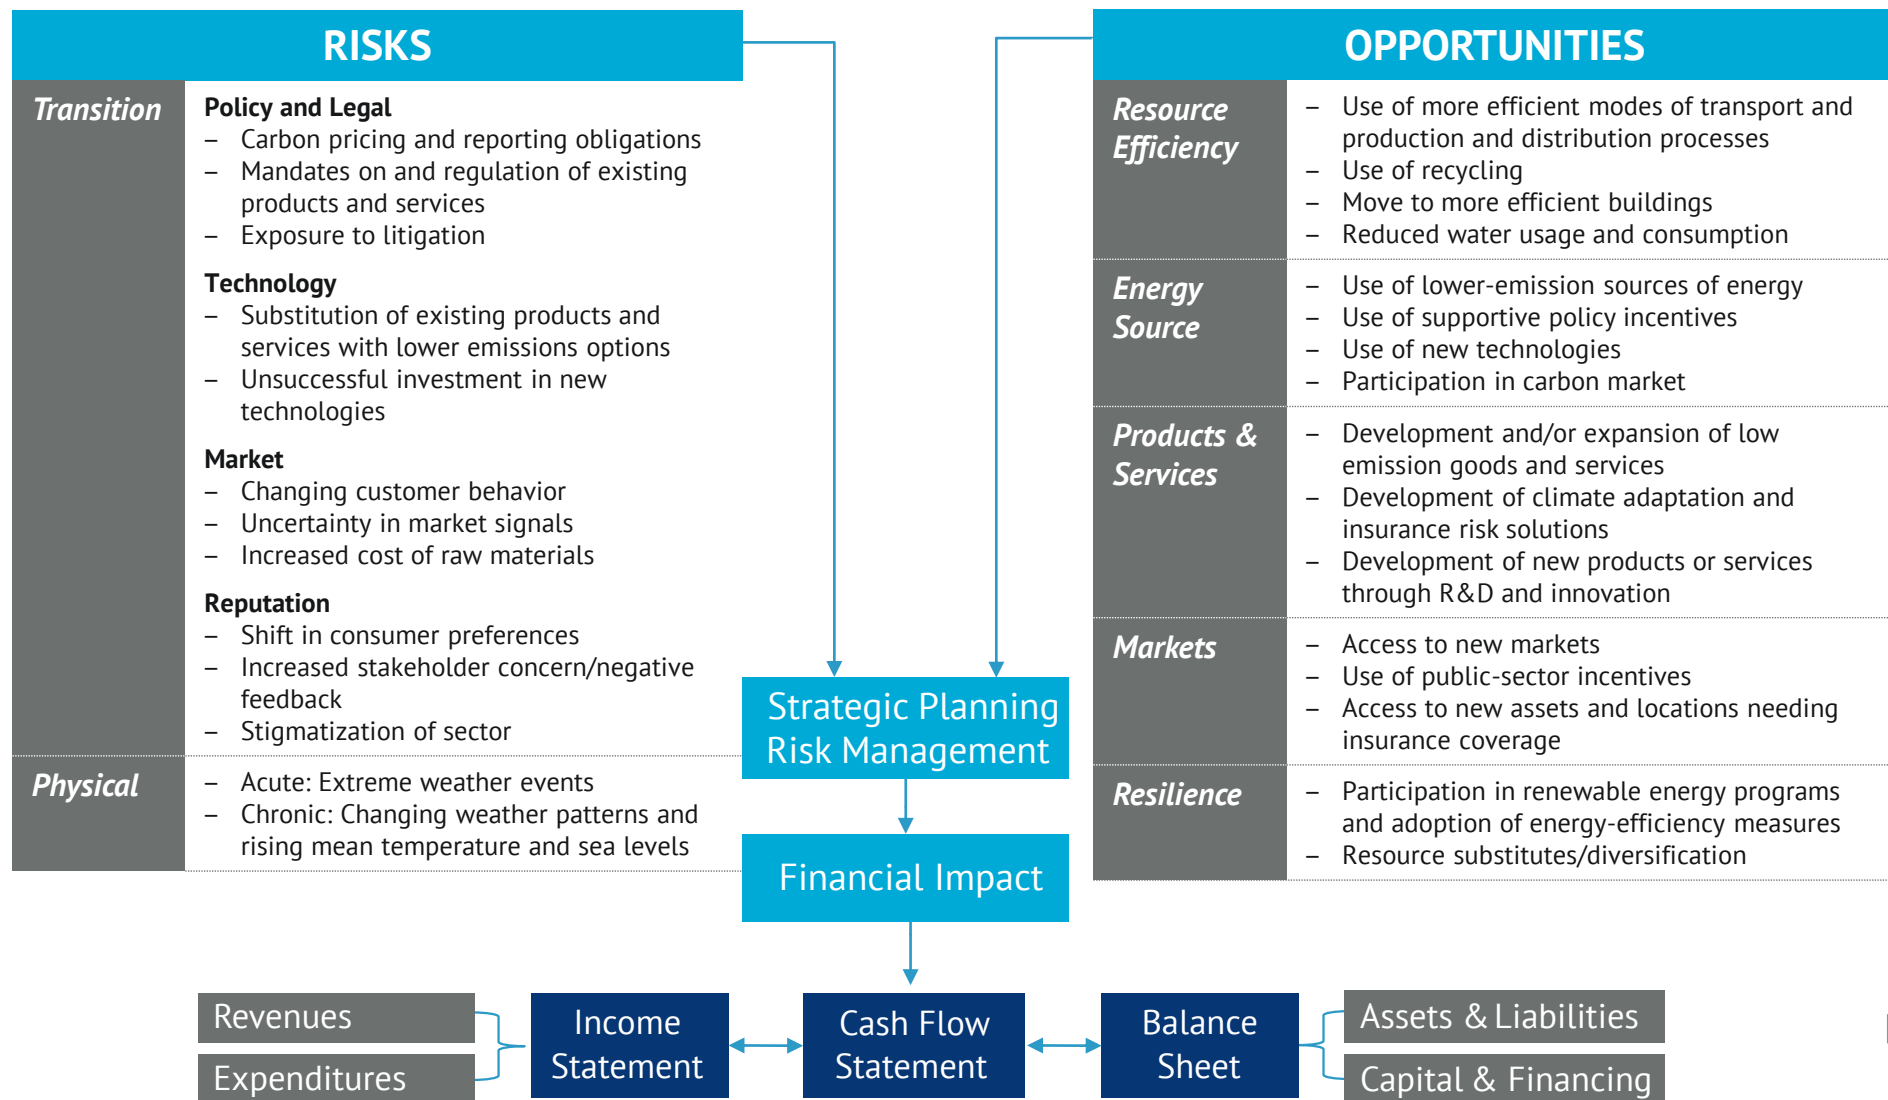 RISKS
Transition
Policy and Legal
– Carbon pricing and reporting obligations
– Mandates on and regulation of existing
products and services
– Exposure to litigation
Technology
– Substitution of existing products and
services with lower emissions options
– Unsuccessful investment in new
technologies
Market
– Changing customer behavior
– Uncertainty in market signals
– Increased cost of raw materials
Reputation
– Shift in consumer preferences
– Increased stakeholder concern/negative
feedback
– Stigmatization of sector
Physical
– Acute: Extreme weather events
– Chronic: Changing weather patterns and
rising mean temperature and sea levels
OPPORTUNITIES
Resource
Efficiency
– Use of more efficient modes of transport and
production and distribution processes
– Use of recycling
– Move to more efficient buildings
– Reduced water usage and consumption
Energy
Source
– Use of lower-emission sources of energy
– Use of supportive policy incentives
– Use of new technologies
– Participation in carbon market
Products &
Services
– Development and/or expansion of low
emission goods and services
– Development of climate adaptation and
insurance risk solutions
– Development of new products or services
through R&D and innovation
Markets
– Access to new markets
– Use of public-sector incentives
– Access to new assets and locations needing
insurance coverage
Resilience
– Participation in renewable energy programs
and adoption of energy-efficiency measures
– Resource substitutes/diversification
Strategic Planning
Risk Management
Financial Impact
Revenues
Expenditures
Income
Statement
Cash Flow
Statement
Balance
Sheet
Assets & Liabilities
Capital & Financing